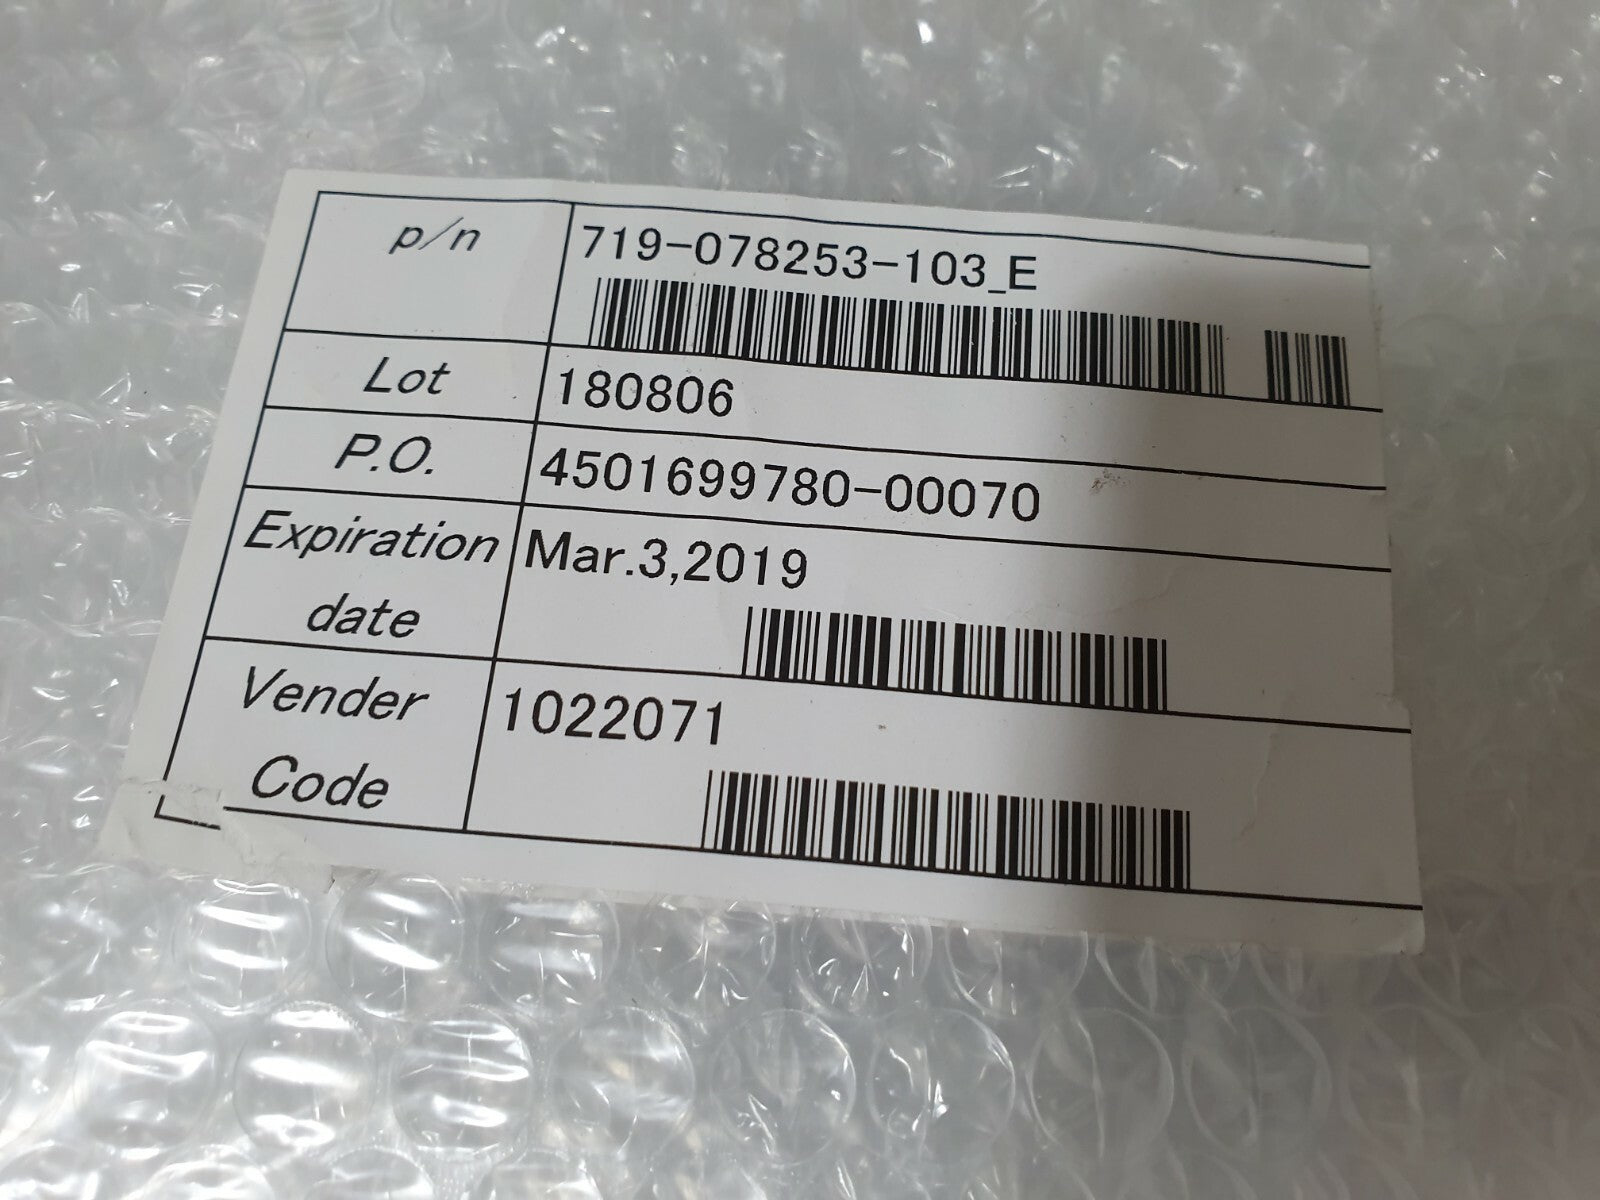 p/n 719-078253-103_E
Lot 180806
P.O. 4501699780-00070
Expiration date Mar.3,2019
Vender Code 1022071